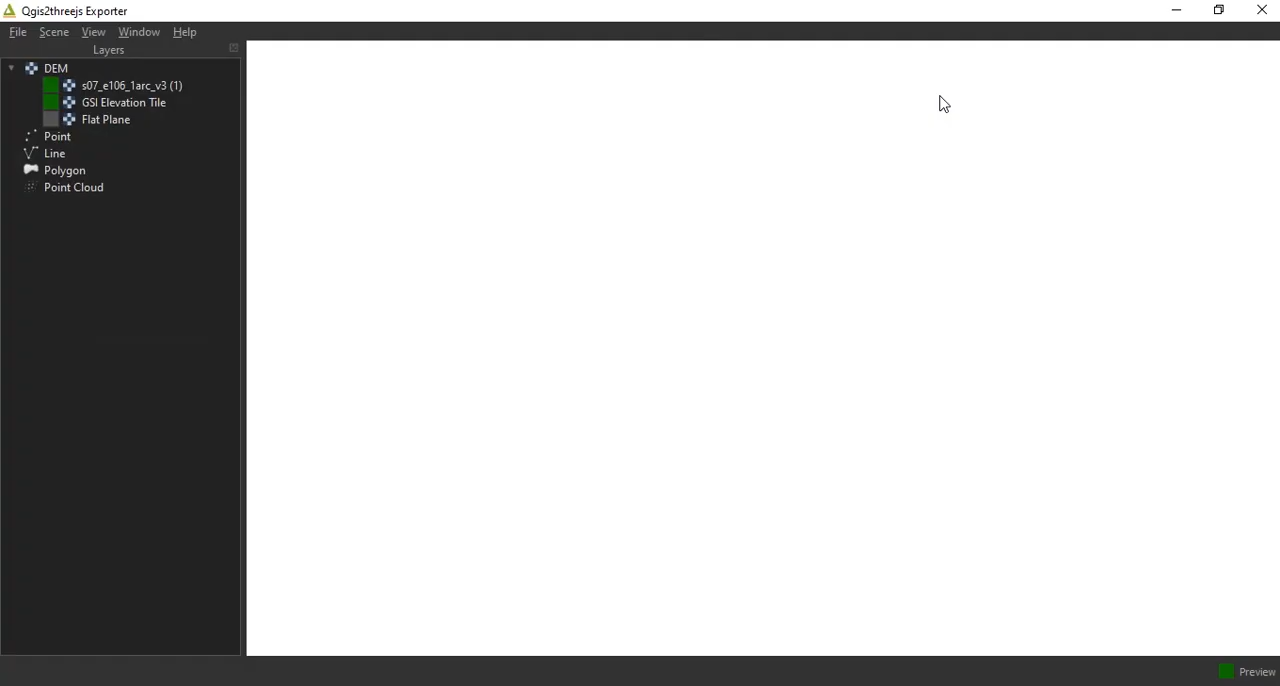 Qgis2threejs Exporter
File Scene View Window Help
Layers
DEM
s07_e106_1arc_v3 (1)
GSI Elevation Tile
Flat Plane
Point
Line
Polygon
Point Cloud
Preview